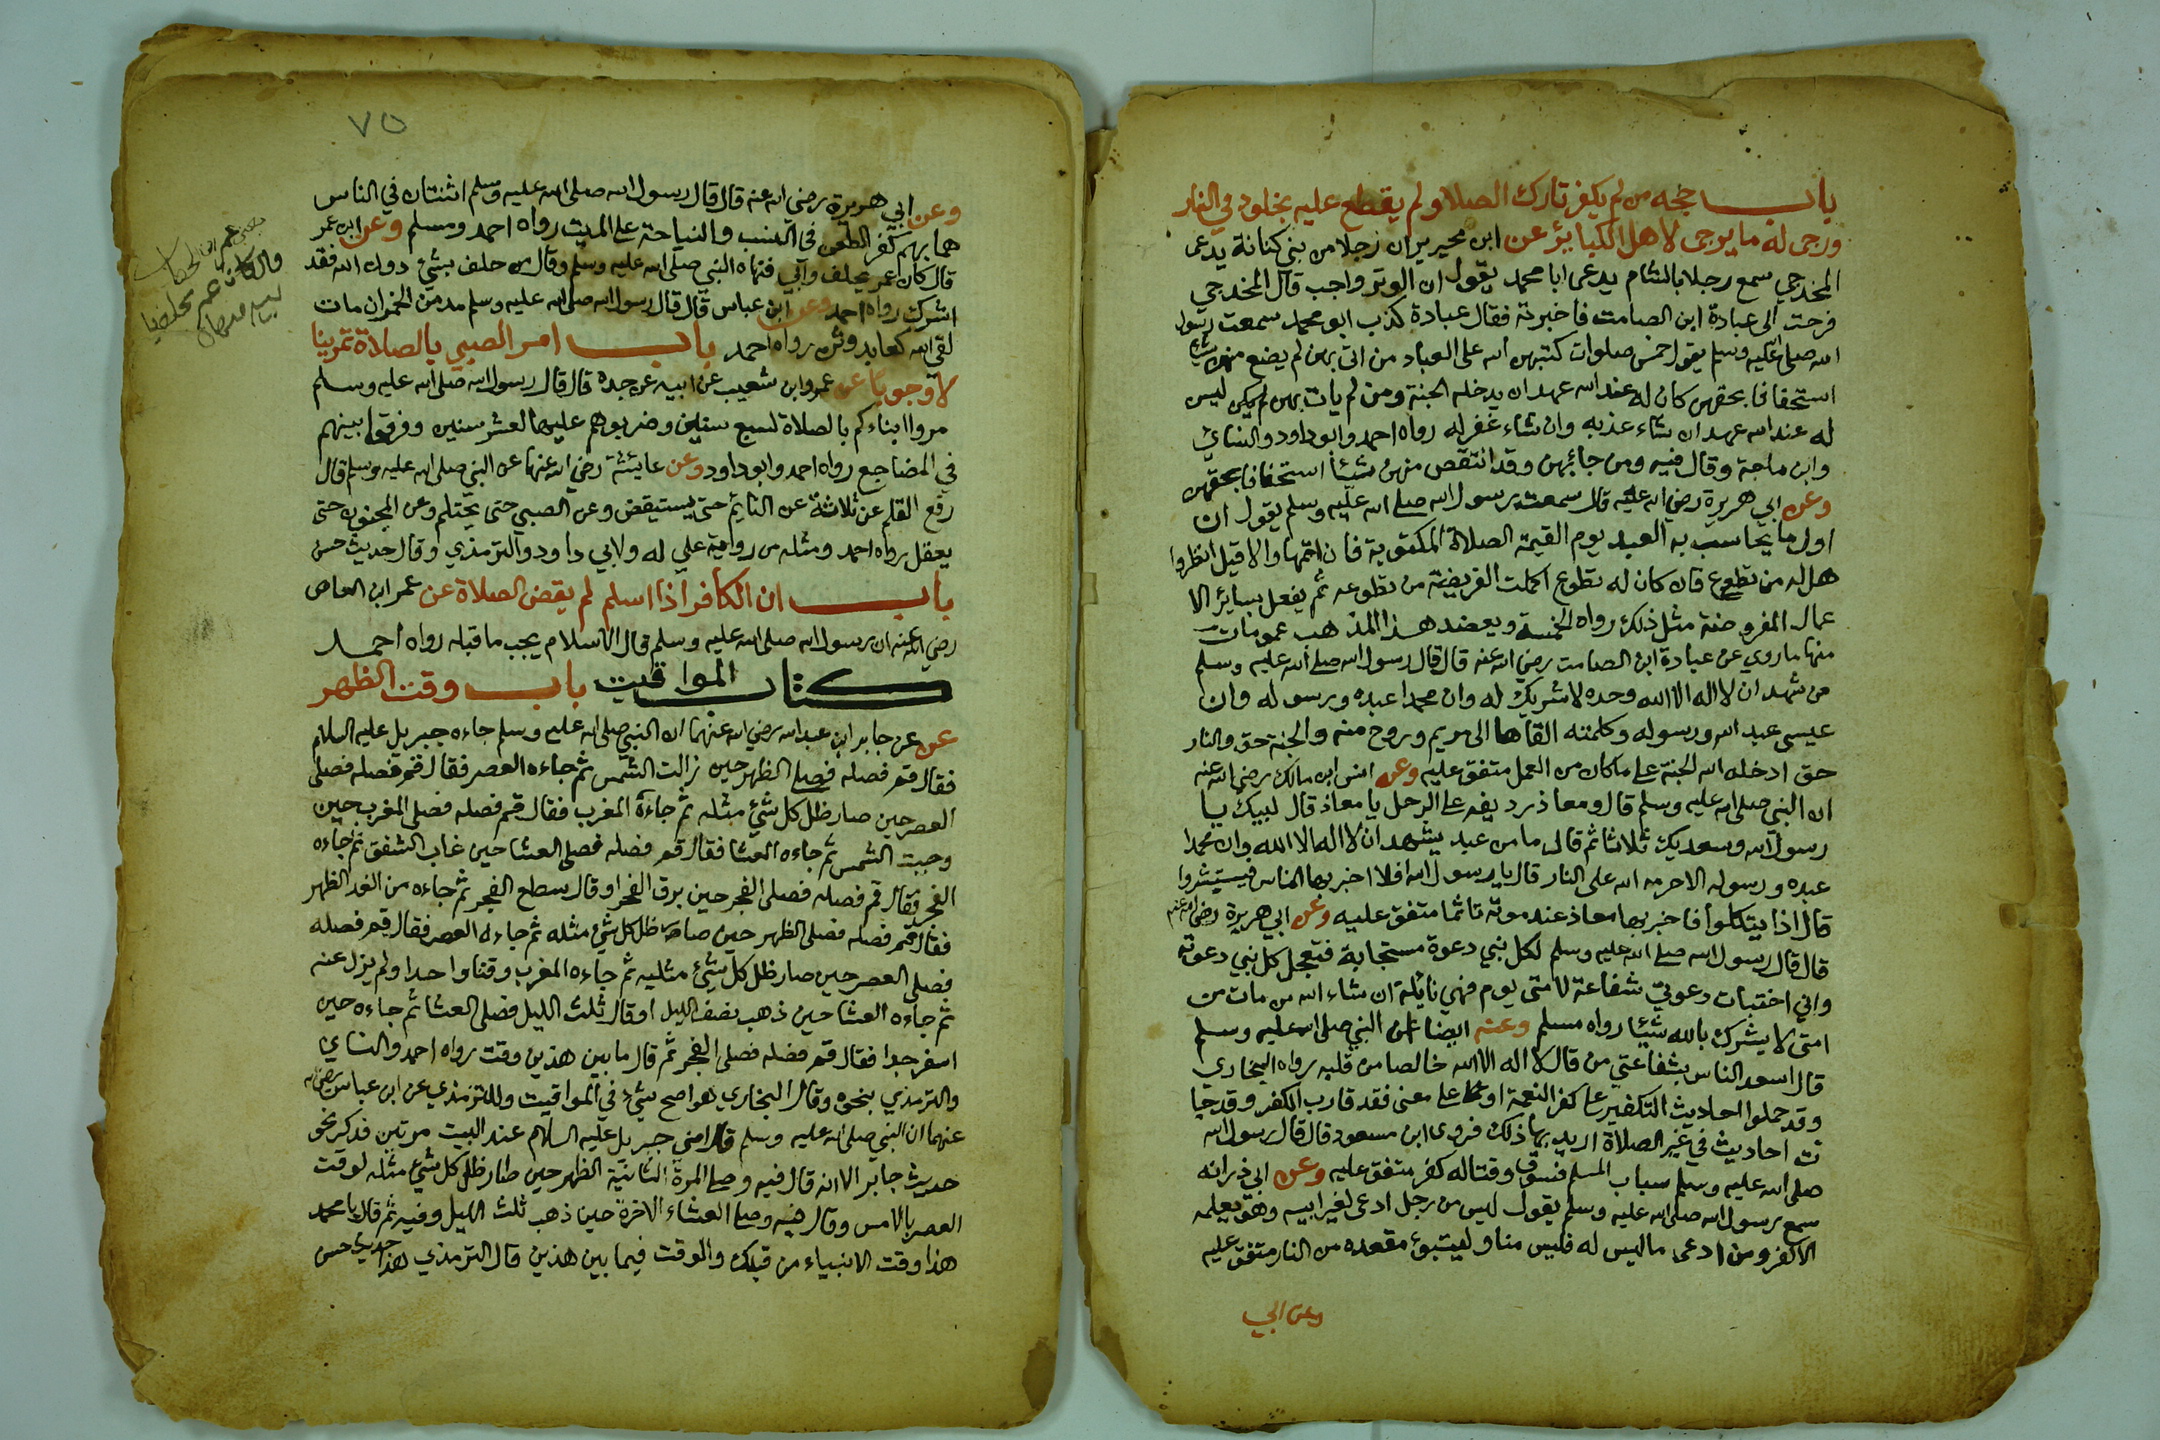 باب حجة من لم يكفر تارك الصلاو لم يقطع عليه بخلود في النار
ورجى له ما يرجى لاهل الكبائر عن ابن محيريز ان رجلا من بني كنانة يدعى
المخدجي سمع رجلا بالشام يدعى ابا محمد يقول ان الوتر واجب قال المخدجي
فرحت الى عبادة ابن الصامت فاخبرته فقال عبادة كذب ابو محمد سمعت رسول
الله صلى الله عليه وسلم يقول خمس صلوات كتبهن الله على العباد من اتى بهن لم يضع منهن شيئا
استخفافا بحقهن كان له عند الله عهد ان يدخله الجنة ومن لم يات بهن لم يكن ليس
له عند الله عهد ان شاء عذبه وان شاء غفر له رواه احمد وابو داود والنسائي
وابن ماجة وقال فيه ومن جاء بهن وقد انتقص منهن شيئا استخفافا بحقهن
وعن ابي هريرة رضي الله عليه قال سمعت رسول الله صلى الله عليه وسلم يقول ان
اول ما يحاسب به العبد يوم القيمة الصلاة المكتوبة فان اتمها والا قيل انظروا
هل له من تطوع فان كان له تطوع اكملت الفريضة من تطوعه ثم يفعل بسائر الا
عمال المفروضة مثل ذلك رواه الخمسة ويعضد هذا المذهب عمومات
منها ما روي عن عبادة ابن الصامت رضي الله عنه قال قال رسول الله صلى الله عليه وسلم
من شهد ان لا اله الا الله وحده لا شريك له وان محمدا عبده ورسوله وان
عيسى عبد الله ورسوله وكلمته القاها الى مريم وروح منه والجنة حق والنار
حق ادخله الله الجنة على ما كان من العمل متفق عليه وعن انس ابن مالك رضي الله عنه
ان النبي صلى الله عليه وسلم قال ومعاذ رديفه على الرحل يا معاذ قال لبيك يا
رسول الله وسعديك ثلاثا ثم قال ما من عبد يشهد ان لا اله الا الله وان محمدا
عبده ورسوله الا حرمه الله على النار قال يا رسول الله افلا اخبر بها الناس فيستبشروا
قال اذا يتكلوا فاخبر بها معاذ عند موته تاثما متفق عليه وعن ابي هريرة رضي الله عنه
قال قال رسول الله صلى الله عليه وسلم لكل نبي دعوة مستجابة فتعجل كل نبي دعوته
واني اختبات دعوتي شفاعة لامتى يوم فهي نائلة ان شاء الله من مات من
امتى لا يشرك بالله شيئا رواه مسلم وعنه ايضا ان النبي صلى الله عليه وسلم
قال اسعد الناس بشفاعتي من قال لا اله الا الله خالصا من قلبه رواه البخاري
وقد حملوا احاديث التكفير على كفر النعمة او على معنى فقد قارب الكفر وقد جا
ت احاديث في غير الصلاة اريد بها ذلك فروى ابن مسعود قال قال رسول الله
صلى الله عليه وسلم سباب المسلم فسوق وقتاله كفر متفق عليه وعن ابي ذر انه
سمع رسول الله صلى الله عليه وسلم يقول ليس من رجل ادعى لغير ابيه وهو يعلمه
الا كفر ومن ادعى ما ليس له فليس منا وليتبوء مقعده من النار متفق عليه
وعن ابي
٧٥
وعن ابي هريرة رضي الله عنه قال قال رسول الله صلى الله عليه وسلم اثنتان في الناس
هما بهم كفر الطعن في النسب والنياحة على الميت رواه احمد ومسلم وعن ابن عمر
قال كان عمر يحلف وابي فنهاه النبي صلى الله عليه وسلم وقال من حلف بشئ دون الله فقد
اشرك رواه احمد وعن ابن عباس قال قال رسول الله صلى الله عليه وسلم مدمن الخمر ان مات
لقى الله كعابد وثن رواه احمد باب امر الصبي بالصلاة تمرينا
لا وجوبا عن عمرو ابن شعيب عن ابيه عن جده قال قال رسول الله صلى الله عليه وسلم
مروا ابناءكم بالصلاة لسبع سنين وضربوهم عليها لعشر سنين وفرقوا بينهم
في المضاجع رواه احمد وابو داود وعن عايشة رضي الله عنها عن النبي صلى الله عليه وسلم قال
رفع القلم عن ثلاثة عن النائم حتى يستيقض وعن الصبي حتى يحتلم وعن المجنون حتى
يعقل رواه احمد ومثله من رواية علي له ولابي داود والترمذي وقال حديث حسن
باب ان الكافر اذا اسلم لم يقض الصلاة عن عمر ابن العاص
رضي الله عنه ان رسول الله صلى الله عليه وسلم قال الاسلام يجب ما قبله رواه احمد
كتاب المواقيت باب وقت الظهر
عن عن جابر ابن عبد الله رضي الله عنهما ان النبي صلى الله عليه وسلم جاءه جبريل عليه السلام
فقال قم فصله فصلى الظهر حين زالت الشمس ثم جاءه العصر فقال قم فصله فصلى
العصر حين صار ظل كل شئ مثله ثم جاءه المغرب فقال قم فصله فصلى المغرب حين
وجبت الشمس ثم جاءه العشا فقال قم فصله فصلى العشا حين غاب الشفق ثم جاءه
الفجر فقال قم فصله فصلى الفجر حين برق الفجر او قال سطع الفجر ثم جاءه من الغد الظهر
فقال قم فصله فصلى الظهر حين صار ظل كل شئ مثله ثم جاءه العصر فقال قم فصله
فصلى العصر حين صار ظل كل شئ مثليه ثم جاءه المغرب وقتا واحدا ولم يزل عنه
ثم جاءه العشا حين ذهب نصف الليل او قال ثلث الليل فصلى العشا ثم جاءه حين
اسفر جدا فقال قم فصله فصلى الفجر ثم قال ما بين هذين وقت رواه احمد والنساي
والترمذي بنحوه وقال البخاري هو اصح شئ في المواقيت وللترمذي عن ابن عباس رضي الله
عنهما ان النبي صلى الله عليه وسلم قال امني جبريل عليه السلام عند البيت مرتين فذكر نحو
حديث جابر الا انه قال فيه وصلى المرة الثانية الظهر حين صار ظل كل شئ مثله لوقت
العصر بالامس وقال فيه وصلى العشاء الاخرة حين ذهب ثلث الليل وفيه ثم قال يا محمد
هذا وقت الانبياء من قبلك والوقت فيما بين هذين قال الترمذي هذا حديث حسن